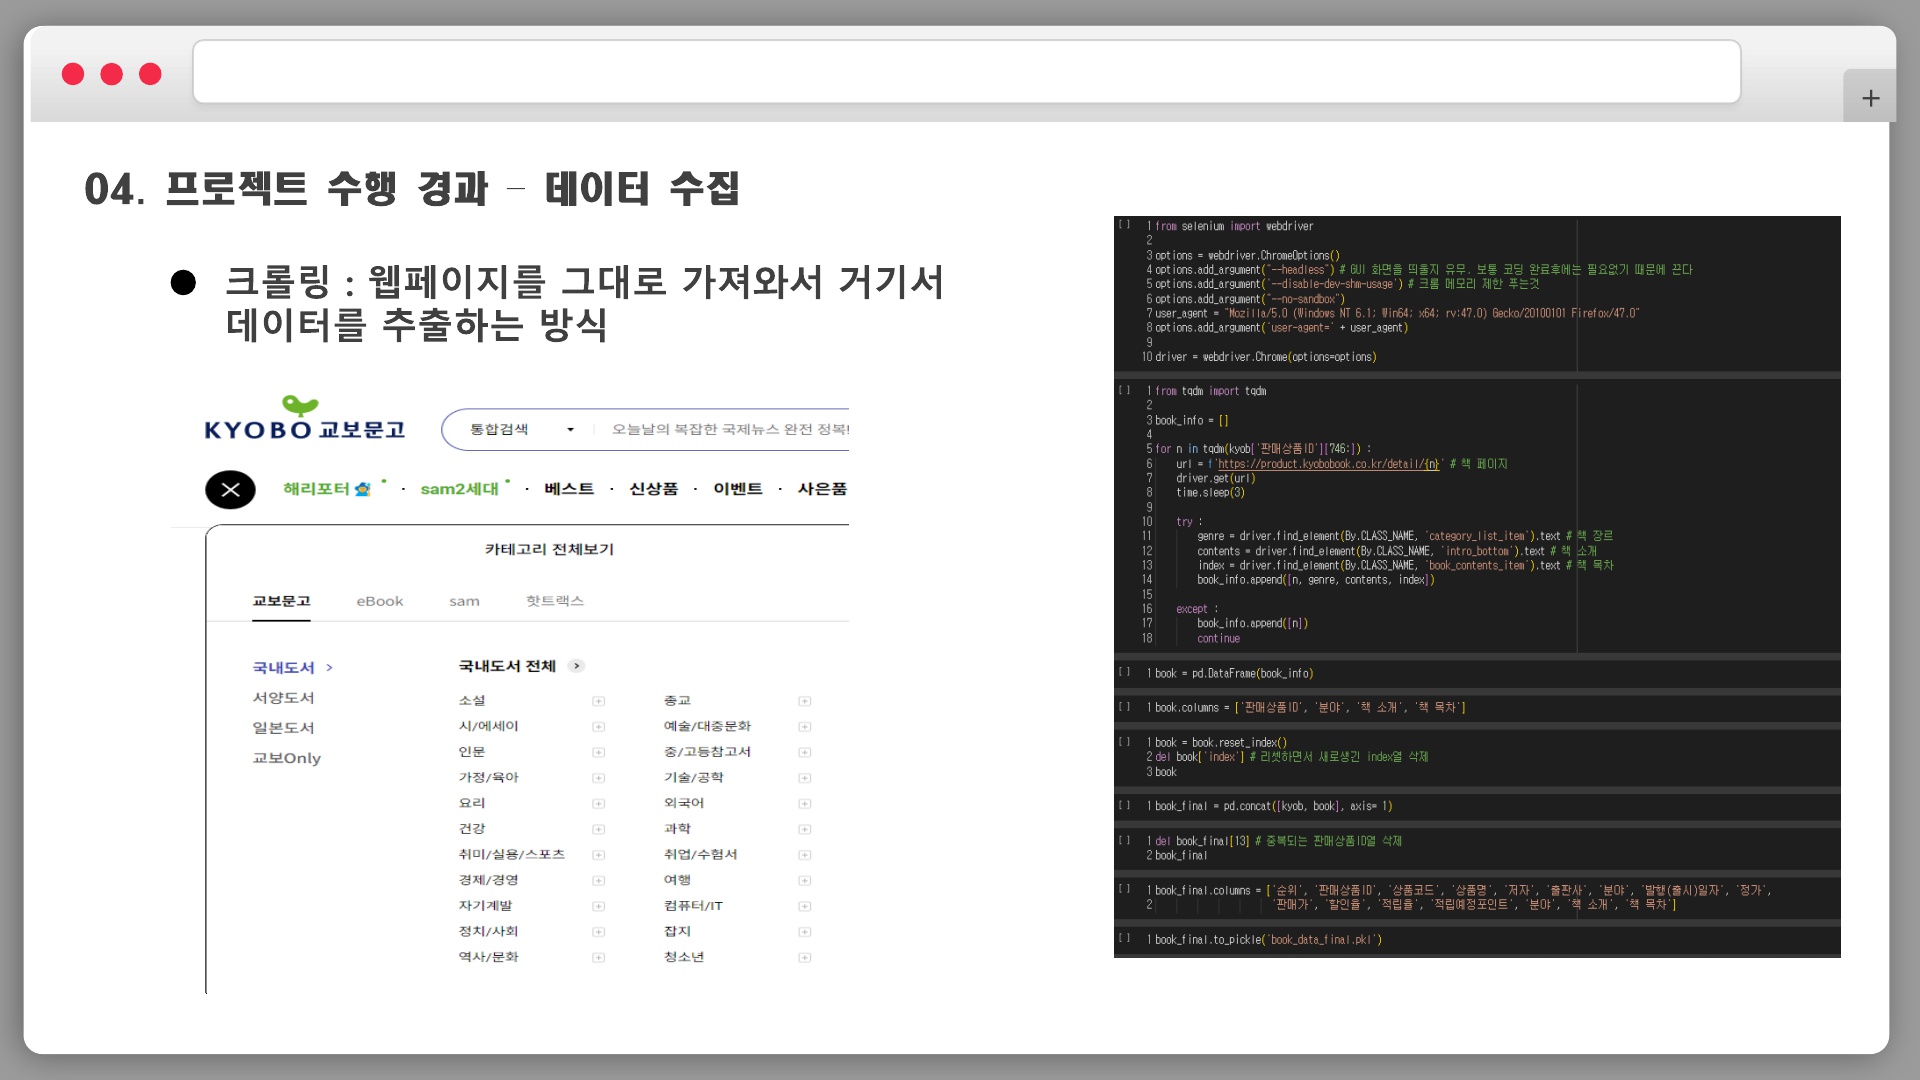 04. 프로젝트 수행 경과 – 데이터 수집
● 크롤링 : 웹페이지를 그대로 가져와서 거기서
데이터를 추출하는 방식
KYOBO 교보문고
통합검색 오늘날의 복잡한 국제뉴스 완전 정복!
해리포터 · sam2세대 · 베스트 · 신상품 · 이벤트 · 사은품
카테고리 전체보기
교보문고 eBook sam 핫트랙스
국내도서 >
서양도서
일본도서
교보Only
국내도서 전체 >
소설 종교
시/에세이 예술/대중문화
인문 중/고등참고서
가정/육아 기술/공학
요리 외국어
건강 과학
취미/실용/스포츠 취업/수험서
경제/경영 여행
자기계발 컴퓨터/IT
정치/사회 잡지
역사/문화 청소년
[ ] 1 from selenium import webdriver
2
3 options = webdriver.ChromeOptions()
4 options.add_argument("--headless") # GUI 화면을 띄울지 유무. 보통 코딩 완료후에는 필요없기 때문에 끈다
5 options.add_argument('--disable-dev-shm-usage') # 크롬 메모리 제한 푸는것
6 options.add_argument("--no-sandbox")
7 user_agent = "Mozilla/5.0 (Windows NT 6.1; Win64; x64; rv:47.0) Gecko/20100101 Firefox/47.0"
8 options.add_argument('user-agent=' + user_agent)
9
10 driver = webdriver.Chrome(options=options)
[ ] 1 from tqdm import tqdm
2
3 book_info = []
4
5 for n in tqdm(kyob['판매상품ID'][746:]) :
6 url = f'https://product.kyobobook.co.kr/detail/{n}' # 책 페이지
7 driver.get(url)
8 time.sleep(3)
9
10 try :
11 genre = driver.find_element(By.CLASS_NAME, 'category_list_item').text # 책 장르
12 contents = driver.find_element(By.CLASS_NAME, 'intro_bottom').text # 책 소개
13 index = driver.find_element(By.CLASS_NAME, 'book_contents_item').text # 책 목차
14 book_info.append([n, genre, contents, index])
15
16 except :
17 book_info.append([n])
18 continue
[ ] 1 book = pd.DataFrame(book_info)
[ ] 1 book.columns = ['판매상품ID', '분야', '책 소개', '책 목차']
[ ] 1 book = book.reset_index()
2 del book['index'] # 리셋하면서 새로생긴 index열 삭제
3 book
[ ] 1 book_final = pd.concat([kyob, book], axis= 1)
[ ] 1 del book_final[13] # 중복되는 판매상품ID열 삭제
2 book_final
[ ] 1 book_final.columns = ['순위', '판매상품ID', '상품코드', '상품명', '저자', '출판사', '분야', '발행(출시)일자', '정가',
2 '판매가', '할인율', '적립율', '적립예정포인트', '분야', '책 소개', '책 목차']
[ ] 1 book_final.to_pickle('book_data_final.pkl')